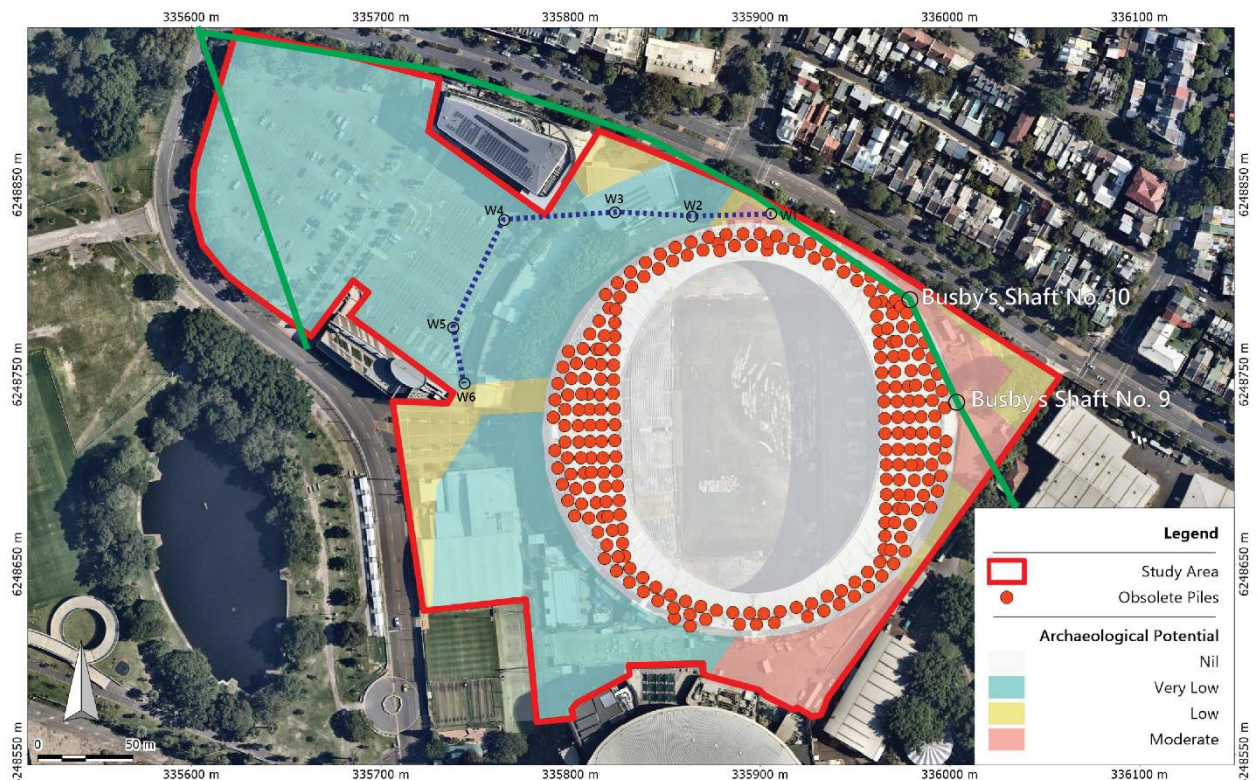 335600 m
335700 m
335800 m
335900 m
336000 m
336100 m
6248850 m
6248850 m
W3
W4
W2
W1
Busby's Shaft No. 10
W5
6248750 m
6248750 m
W6
Busby's Shaft No. 9
Legend
Study Area
Obsolete Piles
6248650 m
6248650 m
Archaeological Potential
Nil
Very Low
Low
Moderate
0
50 m
6248550 m
6248550 m
335600 m
335700 m
335800 m
335900 m
336000 m
336100 m